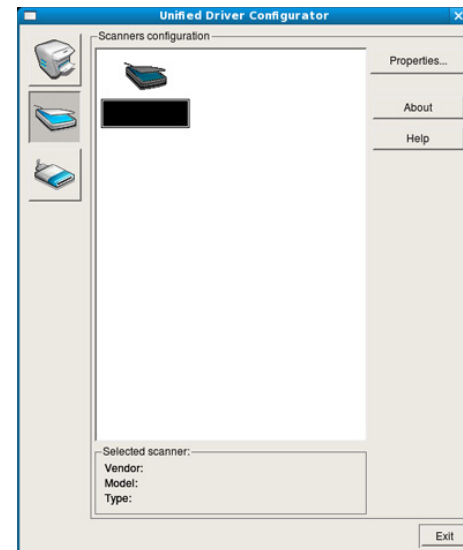 Unified Driver Configurator
Scanners configuration
Properties...
About
Help
Selected scanner:
Vendor:
Model:
Type:
Exit